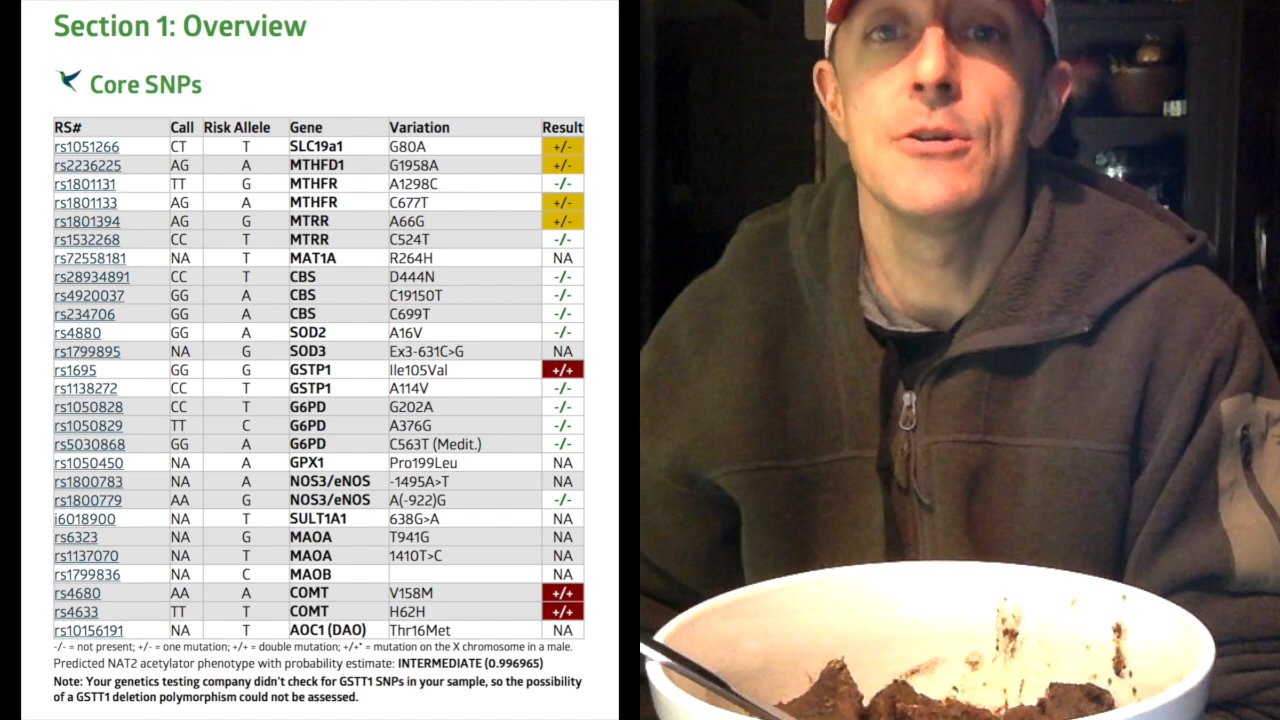 Section 1: Overview
Core SNPs
RS# Call Risk Allele Gene Variation Result
rs1051266 CT T SLC19a1 G80A +/-
rs2236225 AG A MTHFD1 G1958A +/-
rs1801131 TT G MTHFR A1298C -/-
rs1801133 AG A MTHFR C677T +/-
rs1801394 AG G MTRR A66G +/-
rs1532268 CC T MTRR C524T -/-
rs72558181 NA T MAT1A R264H NA
rs28934891 CC T CBS D444N -/-
rs4920037 GG A CBS C19150T -/-
rs234706 GG A CBS C699T -/-
rs4880 GG A SOD2 A16V -/-
rs1799895 NA G SOD3 Ex3-631C>G NA
rs1695 GG G GSTP1 Ile105Val +/+
rs1138272 CC T GSTP1 A114V -/-
rs1050828 CC T G6PD G202A -/-
rs1050829 TT C G6PD A376G -/-
rs5030868 GG A G6PD C563T (Medit.) -/-
rs1050450 NA A GPX1 Pro199Leu NA
rs1800783 NA A NOS3/eNOS -1495A>T NA
rs1800779 AA G NOS3/eNOS A(-922)G -/-
i6018900 NA T SULT1A1 638G>A NA
rs6323 NA G MAOA T941G NA
rs1137070 NA T MAOA 1410T>C NA
rs1799836 NA C MAOB NA
rs4680 AA A COMT V158M +/+
rs4633 TT T COMT H62H +/+
rs10156191 NA T AOC1 (DAO) Thr16Met NA
-/- = not present; +/- = one mutation; +/+ = double mutation; +/+* = mutation on the X chromosome in a male.
Predicted NAT2 acetylator phenotype with probability estimate: INTERMEDIATE (0.996965)
Note: Your genetics testing company didn't check for GSTT1 SNPs in your sample, so the possibility
of a GSTT1 deletion polymorphism could not be assessed.